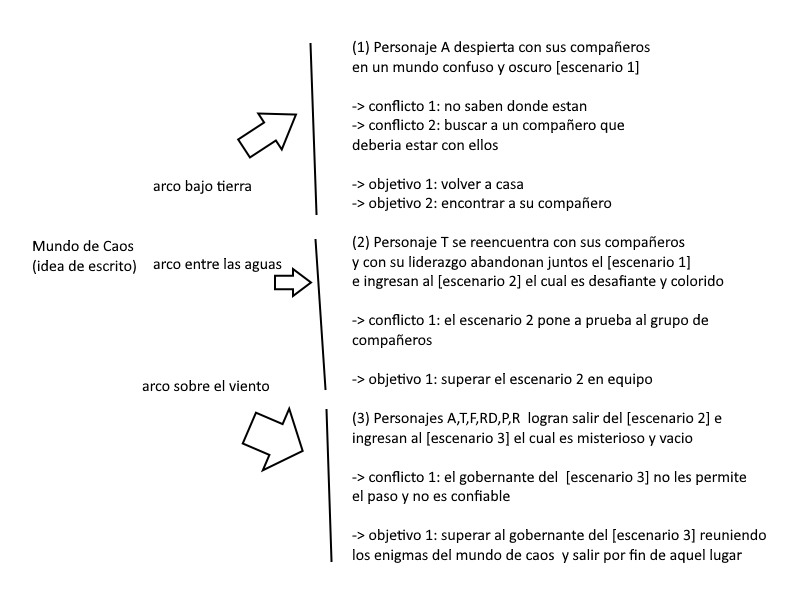 Mundo de Caos
(idea de escrito)
arco bajo tierra
(1) Personaje A despierta con sus compañeros
en un mundo confuso y oscuro [escenario 1]
-> conflicto 1: no saben donde estan
-> conflicto 2: buscar a un compañero que
deberia estar con ellos
-> objetivo 1: volver a casa
-> objetivo 2: encontrar a su compañero
arco entre las aguas
(2) Personaje T se reencuentra con sus compañeros
y con su liderazgo abandonan juntos el [escenario 1]
e ingresan al [escenario 2] el cual es desafiante y colorido
-> conflicto 1: el escenario 2 pone a prueba al grupo de
compañeros
-> objetivo 1: superar el escenario 2 en equipo
arco sobre el viento
(3) Personajes A,T,F,RD,P,R  logran salir del [escenario 2] e
ingresan al [escenario 3] el cual es misterioso y vacio
-> conflicto 1: el gobernante del  [escenario 3] no les permite
el paso y no es confiable
-> objetivo 1: superar al gobernante del [escenario 3] reuniendo
los enigmas del mundo de caos  y salir por fin de aquel lugar